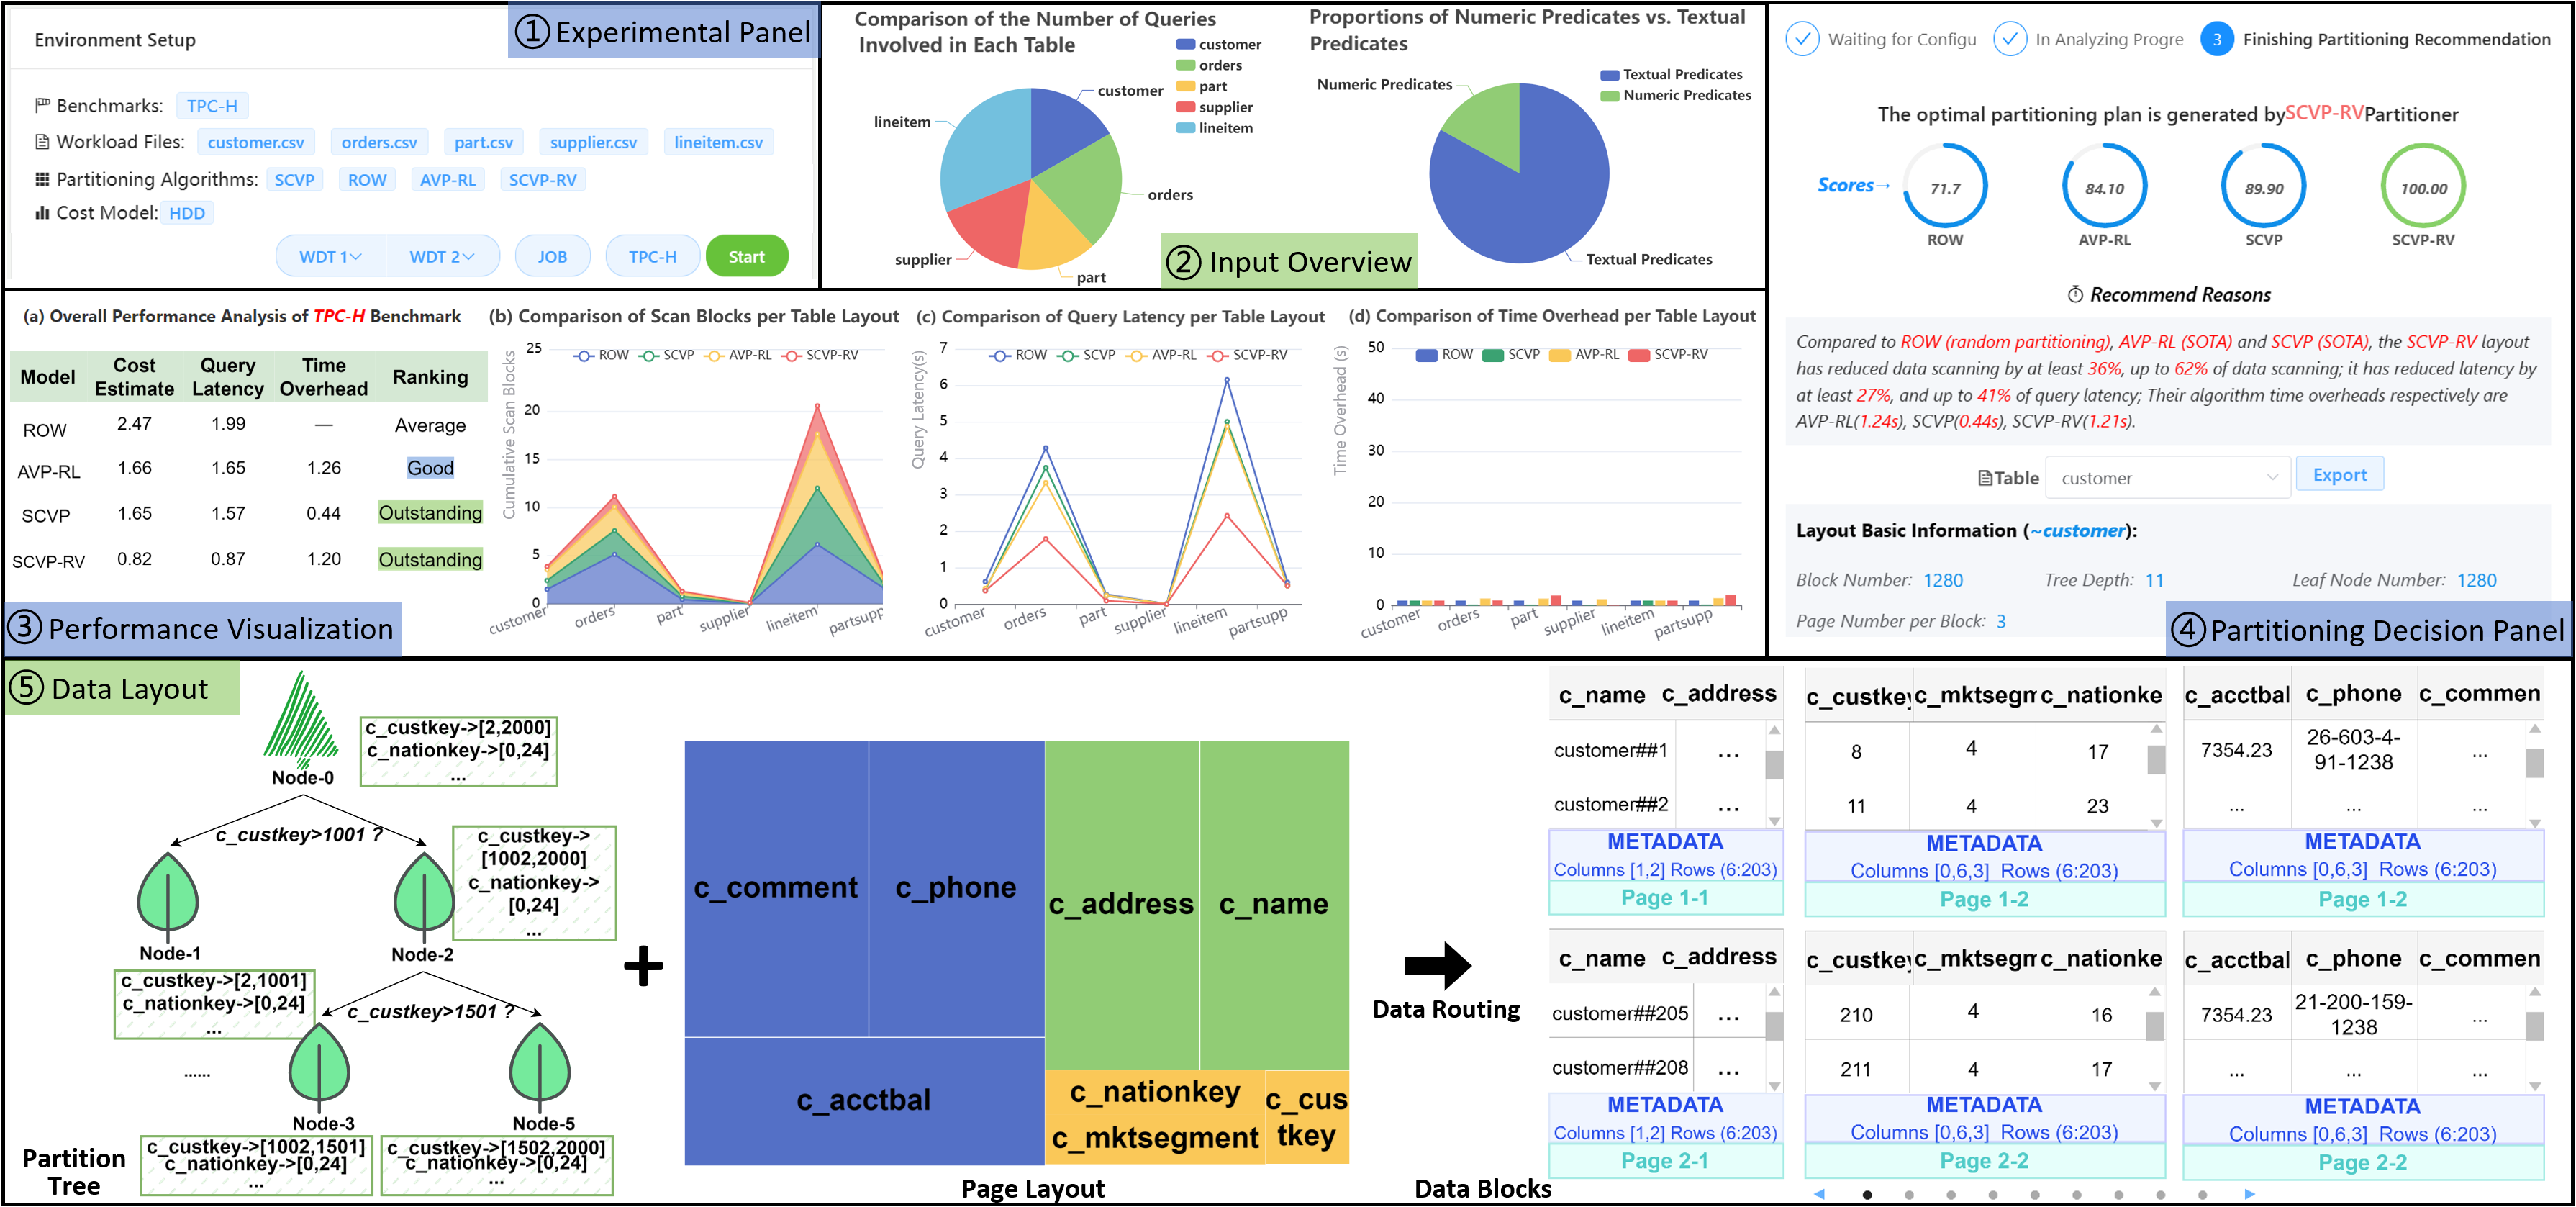 ① Experimental Panel
Environment Setup
Benchmarks: TPC-H
Workload Files: customer.csv orders.csv part.csv supplier.csv lineitem.csv
Partitioning Algorithms: SCVP ROW AVP-RL SCVP-RV
Cost Model: HDD
WDT 1 WDT 2 JOB TPC-H Start
Comparison of the Number of Queries
Involved in Each Table
customer
orders
part
supplier
lineitem
customer
lineitem
orders
supplier
part
Proportions of Numeric Predicates vs. Textual
Predicates
Textual Predicates
Numeric Predicates
Numeric Predicates
Textual Predicates
② Input Overview
Waiting for Configu In Analyzing Progre 3 Finishing Partitioning Recommendation
The optimal partitioning plan is generated by SCVP-RV Partitioner
Scores→ 71.7 84.10 89.90 100.00
ROW AVP-RL SCVP SCVP-RV
Recommend Reasons
Compared to ROW (random partitioning), AVP-RL (SOTA) and SCVP (SOTA), the SCVP-RV layout
has reduced data scanning by at least 36%, up to 62% of data scanning; it has reduced latency by
at least 27%, and up to 41% of query latency; Their algorithm time overheads respectively are
AVP-RL(1.24s), SCVP(0.44s), SCVP-RV(1.21s).
Table customer Export
Layout Basic Information (~customer):
Block Number: 1280 Tree Depth: 11 Leaf Node Number: 1280
Page Number per Block: 3
④ Partitioning Decision Panel
(a) Overall Performance Analysis of TPC-H Benchmark
Model Cost Estimate Query Latency Time Overhead Ranking
ROW 2.47 1.99 — Average
AVP-RL 1.66 1.65 1.26 Good
SCVP 1.65 1.57 0.44 Outstanding
SCVP-RV 0.82 0.87 1.20 Outstanding
③ Performance Visualization
(b) Comparison of Scan Blocks per Table Layout
ROW SCVP AVP-RL SCVP-RV
Cumulative Scan Blocks
25
20
15
10
5
0
customer orders part supplier lineitem partsupp
(c) Comparison of Query Latency per Table Layout
ROW SCVP AVP-RL SCVP-RV
Query Latency(s)
7
6
5
4
3
2
1
0
customer orders part supplier lineitem partsupp
(d) Comparison of Time Overhead per Table Layout
ROW SCVP AVP-RL SCVP-RV
Time Overhead (s)
50
40
30
20
10
0
customer orders part supplier lineitem partsupp
⑤ Data Layout
c_custkey->[2,2000]
c_nationkey->[0,24]
...
Node-0
c_custkey>1001 ?
c_custkey->
[1002,2000]
c_nationkey->
[0,24]
...
Node-1
Node-2
c_custkey->[2,1001]
c_nationkey->[0,24]
...
c_custkey>1501 ?
......
Node-3
Node-5
c_custkey->[1002,1501]
c_nationkey->[0,24]
...
c_custkey->[1502,2000]
c_nationkey->[0,24]
...
Partition
Tree
+
c_comment
c_phone
c_address
c_name
c_acctbal
c_nationkey
c_mktsegment
c_cus
tkey
Page Layout
Data Routing
Data Blocks
c_name c_address
customer##1 ...
customer##2 ...
METADATA
Columns [1,2] Rows (6:203)
Page 1-1
c_custkey c_mktsegm c_nationke
8 4 17
11 4 23
METADATA
Columns [0,6,3] Rows (6:203)
Page 1-2
c_acctbal c_phone c_commen
7354.23 26-603-4-
91-1238 ...
... ... ...
METADATA
Columns [0,6,3] Rows (6:203)
Page 1-2
c_name c_address
customer##205 ...
customer##208 ...
METADATA
Columns [1,2] Rows (6:203)
Page 2-1
c_custkey c_mktsegm c_nationke
210 4 16
211 4 17
METADATA
Columns [0,6,3] Rows (6:203)
Page 2-2
c_acctbal c_phone c_commen
7354.23 21-200-159-
1238 ...
... ... ...
METADATA
Columns [0,6,3] Rows (6:203)
Page 2-2